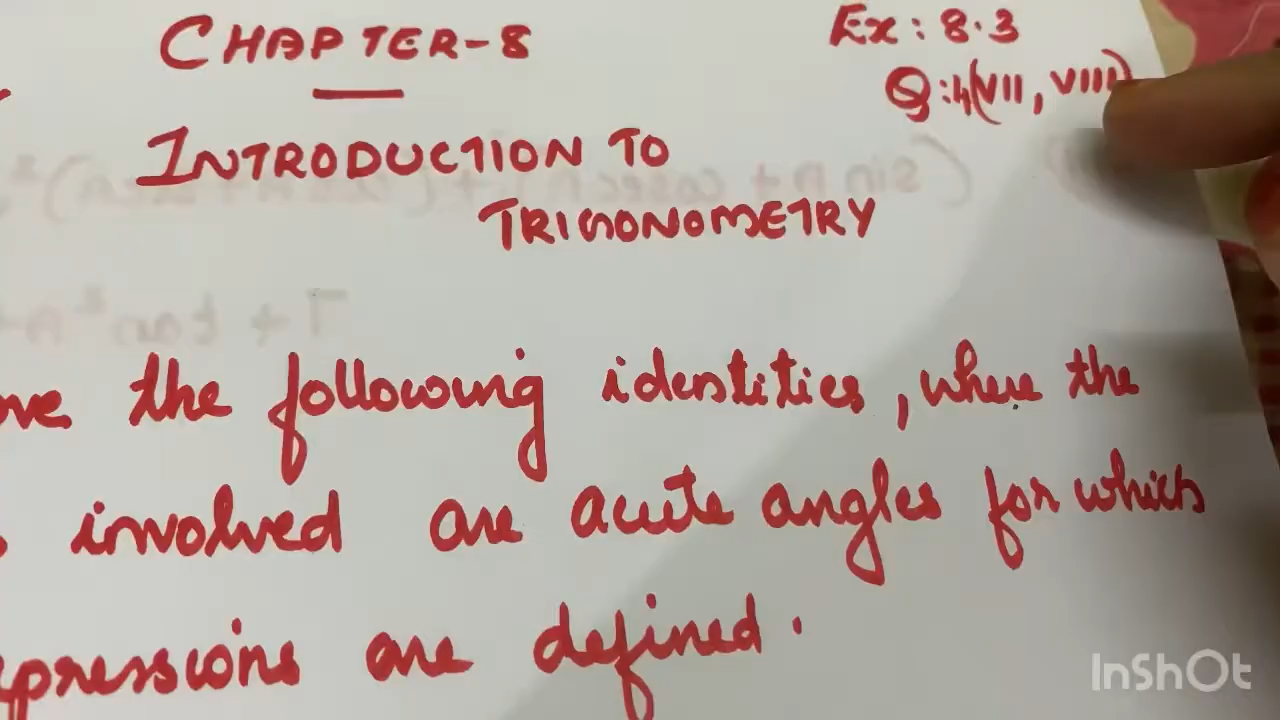 CHAPTER-8
Ex: 8.3
Q:4(VII, VIII)
INTRODUCTION TO
TRIGONOMETRY
the following identities, where the
involved are acute angles for which
are defined.
InShOt